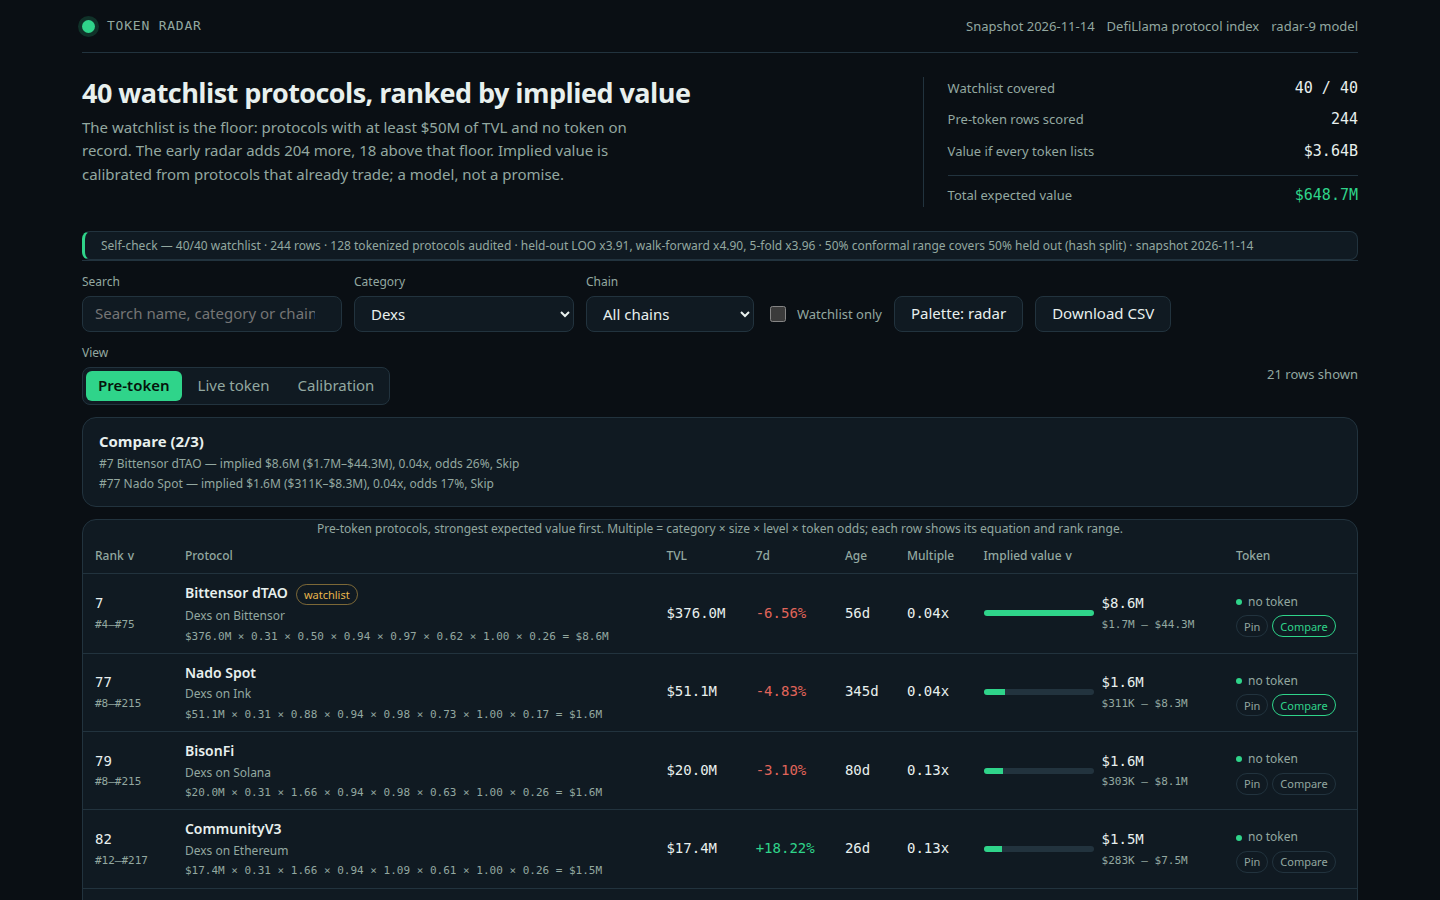 TOKEN RADAR
Snapshot 2026-11-14 DefiLlama protocol index radar-9 model
40 watchlist protocols, ranked by implied value
The watchlist is the floor: protocols with at least $50M of TVL and no token on
record. The early radar adds 204 more, 18 above that floor. Implied value is
calibrated from protocols that already trade; a model, not a promise.
Watchlist covered 40 / 40
Pre-token rows scored 244
Value if every token lists $3.64B
Total expected value $648.7M
Self-check — 40/40 watchlist · 244 rows · 128 tokenized protocols audited · held-out LOO x3.91, walk-forward x4.90, 5-fold x3.96 · 50% conformal range covers 50% held out (hash split) · snapshot 2026-11-14
Search Category Chain
Search name, category or chain Dexs All chains Watchlist only Palette: radar Download CSV
View
Pre-token Live token Calibration 21 rows shown
Compare (2/3)
#7 Bittensor dTAO — implied $8.6M ($1.7M–$44.3M), 0.04x, odds 26%, Skip
#77 Nado Spot — implied $1.6M ($311K–$8.3M), 0.04x, odds 17%, Skip
Pre-token protocols, strongest expected value first. Multiple = category × size × level × token odds; each row shows its equation and rank range.
Rank v Protocol TVL 7d Age Multiple Implied value v Token
7 Bittensor dTAO watchlist $376.0M -6.56% 56d 0.04x $8.6M no token
#4–#75 Dexs on Bittensor $1.7M – $44.3M Pin Compare
$376.0M × 0.31 × 0.50 × 0.94 × 0.97 × 0.62 × 1.00 × 0.26 = $8.6M
77 Nado Spot $51.1M -4.83% 345d 0.04x $1.6M no token
#8–#215 Dexs on Ink $311K – $8.3M Pin Compare
$51.1M × 0.31 × 0.88 × 0.94 × 0.98 × 0.73 × 1.00 × 0.17 = $1.6M
79 BisonFi $20.0M -3.10% 80d 0.13x $1.6M no token
#8–#215 Dexs on Solana $303K – $8.1M Pin Compare
$20.0M × 0.31 × 1.66 × 0.94 × 0.98 × 0.63 × 1.00 × 0.26 = $1.6M
82 CommunityV3 $17.4M +18.22% 26d 0.13x $1.5M no token
#12–#217 Dexs on Ethereum $283K – $7.5M Pin Compare
$17.4M × 0.31 × 1.66 × 0.94 × 1.09 × 0.61 × 1.00 × 0.26 = $1.5M